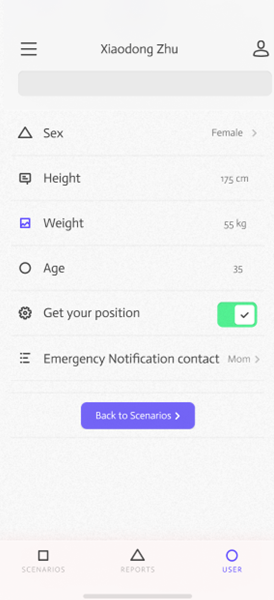 Xiaodong Zhu
Sex Female
Height 175 cm
Weight 55 kg
Age 35
Get your position
Emergency Notification contact Mom
Back to Scenarios
SCENARIOS REPORTS USER